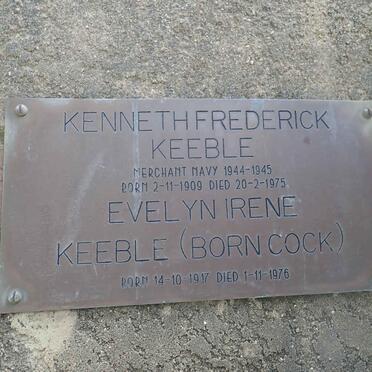 KENNETH FREDERICK
KEEBLE
MERCHANT NAVY 1944-1945
BORN 2-11-1909 DIED 20-2-1975
EVELYN IRENE
KEEBLE (BORN COCK)
BORN 14-10-1917 DIED 1-11-1976